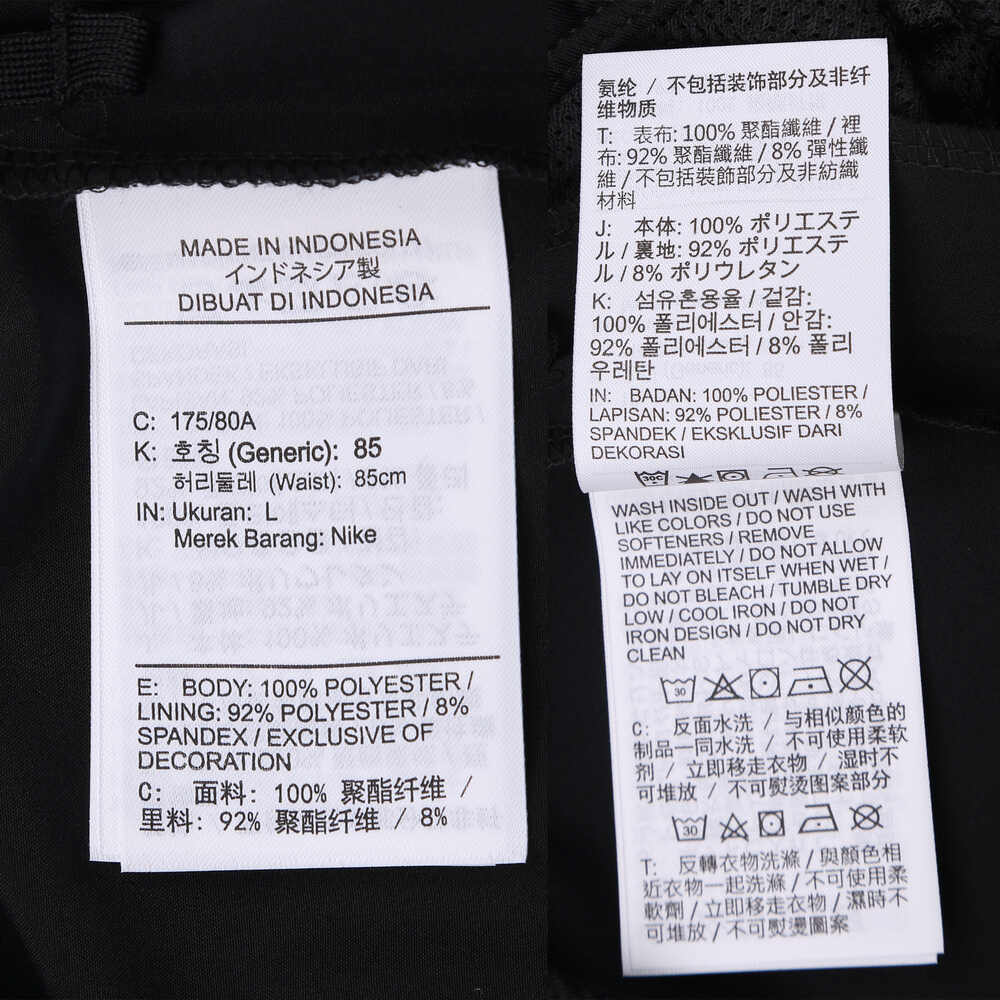 MADE IN INDONESIA
インドネシア製
DIBUAT DI INDONESIA
C: 175/80A
K: 호칭 (Generic): 85
허리둘레 (Waist): 85cm
IN: Ukuran: L
Merek Barang: Nike
E: BODY: 100% POLYESTER /
LINING: 92% POLYESTER / 8%
SPANDEX / EXCLUSIVE OF
DECORATION
C: 面料: 100% 聚酯纤维 /
里料: 92% 聚酯纤维 / 8%
氨纶 / 不包括装饰部分及非纤
维物质
T: 表布: 100% 聚酯纖維 / 裡
布: 92% 聚酯纖維 / 8% 彈性纖
維 / 不包括裝飾部分及非紡織
材料
J: 本体: 100% ポリエステ
ル / 裏地: 92% ポリエステ
ル / 8% ポリウレタン
K: 섬유혼용율 / 겉감:
100% 폴리에스터 / 안감:
92% 폴리에스터 / 8% 폴리
우레탄
IN: BADAN: 100% POLIESTER /
LAPISAN: 92% POLIESTER / 8%
SPANDEK / EKSKLUSIF DARI
DEKORASI
30C
WASH INSIDE OUT / WASH WITH
LIKE COLORS / DO NOT USE
SOFTENERS / REMOVE
IMMEDIATELY / DO NOT ALLOW
TO LAY ON ITSELF WHEN WET /
DO NOT BLEACH / TUMBLE DRY
LOW / COOL IRON / DO NOT
IRON DESIGN / DO NOT DRY
CLEAN
30
C: 反面水洗 / 与相似颜色的
制品一同水洗 / 不可使用柔软
剂 / 立即移走衣物 / 湿时不
可堆放 / 不可熨烫图案部分
30
T: 反轉衣物洗滌 / 與顏色相
近衣物一起洗滌 / 不可使用柔
軟劑 / 立即移走衣物 / 濕時不
可堆放 / 不可熨燙圖案